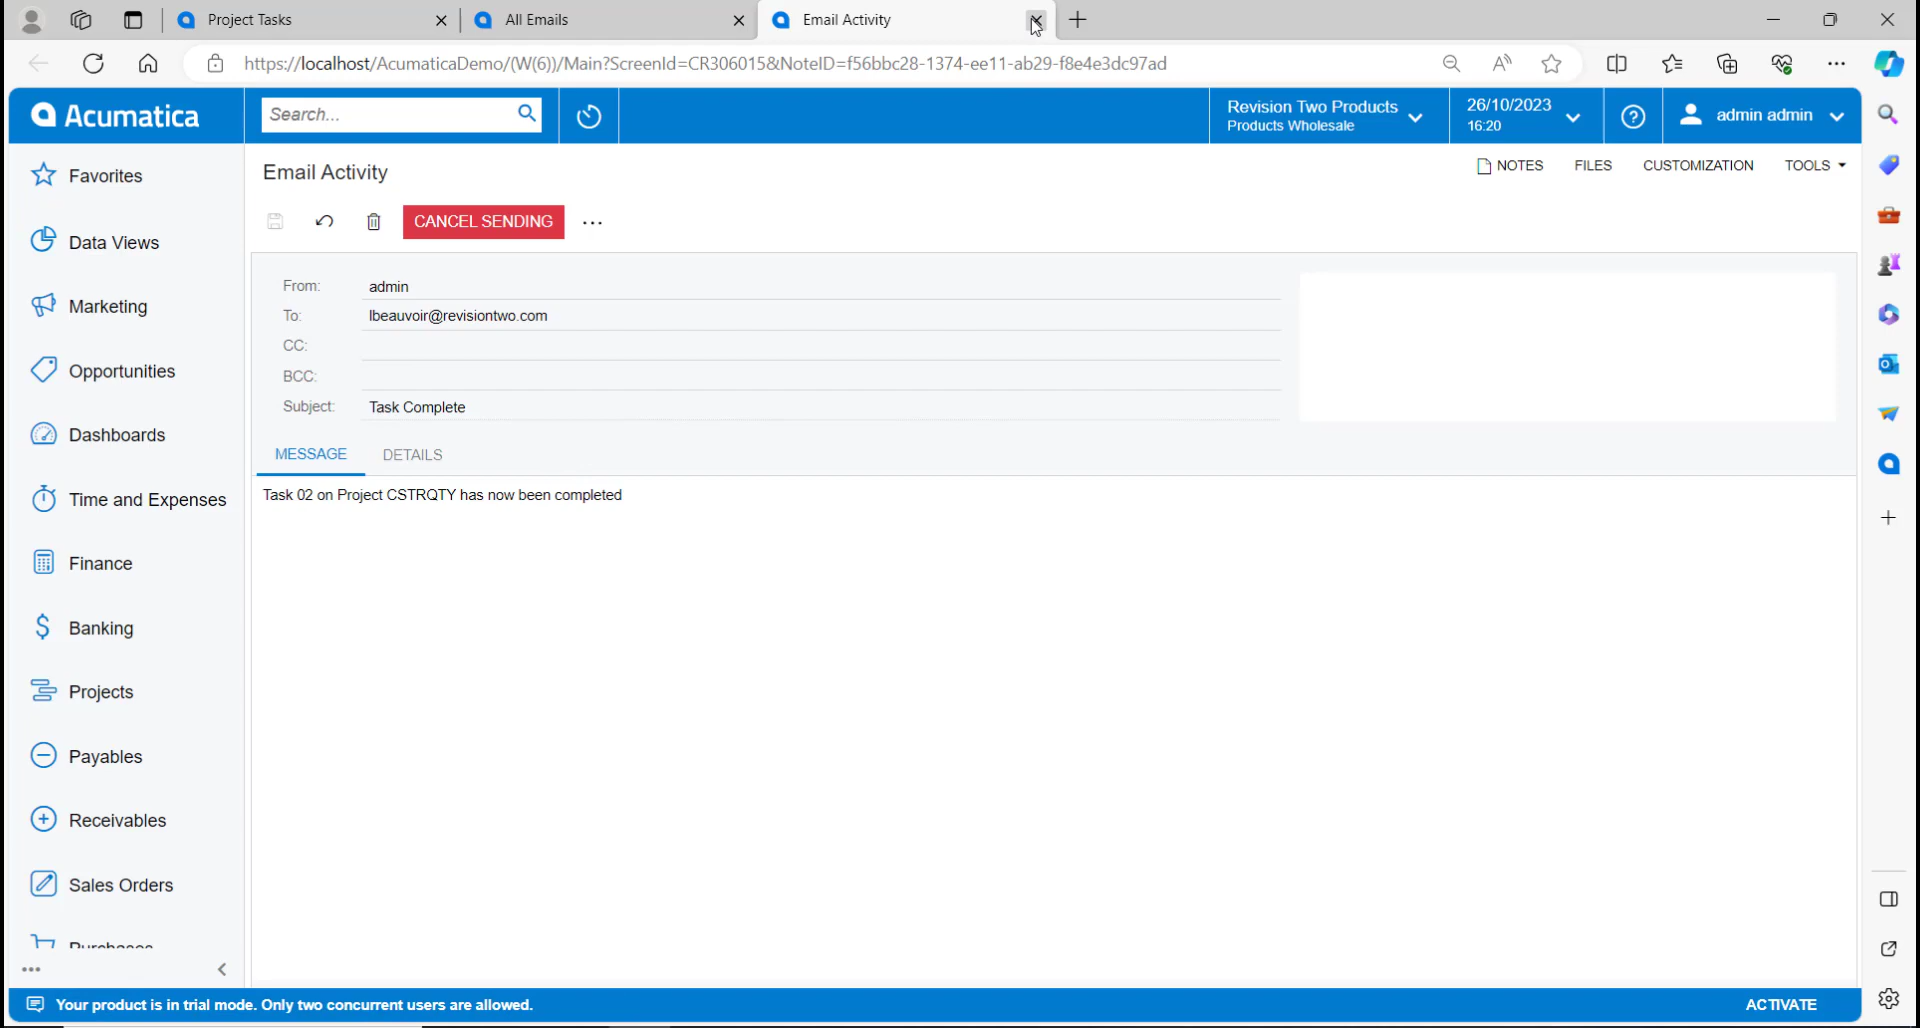 Project Tasks
All Emails
Email Activity
https://localhost/AcumaticaDemo/(W(6))/Main?ScreenId=CR306015&NoteID=f56bbc28-1374-ee11-ab29-f8e4e3dc97ad
Acumatica
Search...
Revision Two Products
Products Wholesale
26/10/2023
16:20
admin admin
Favorites
Data Views
Marketing
Opportunities
Dashboards
Time and Expenses
Finance
Banking
Projects
Payables
Receivables
Sales Orders
Email Activity
NOTES
FILES
CUSTOMIZATION
TOOLS
CANCEL SENDING
From: admin
To: lbeauvoir@revisiontwo.com
CC:
BCC:
Subject: Task Complete
MESSAGE
DETAILS
Task 02 on Project CSTRQTY has now been completed
Your product is in trial mode. Only two concurrent users are allowed.
ACTIVATE